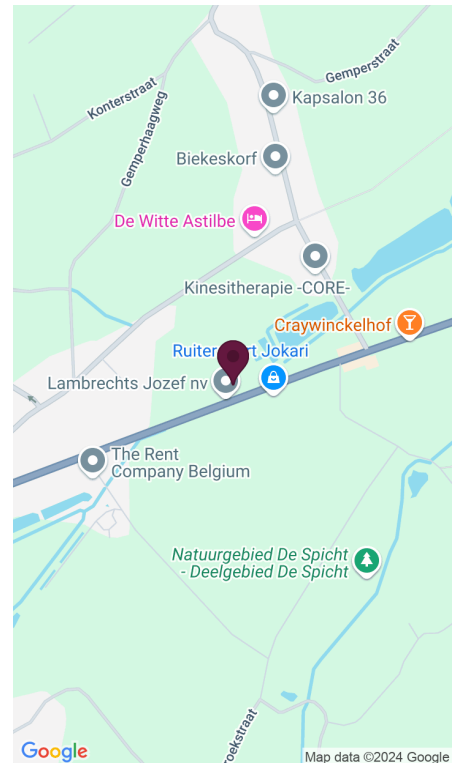 Gemperstraat
Konterstraat
Kapsalon 36
Gemperhaagweg
Biekeskorf
De Witte Astilbe
Kinesitherapie -CORE-
Craywinckelhof
Jokari
Lambrechts Jozef nv
The Rent
Company Belgium
Natuurgebied De Spicht
- Deelgebied De Spicht
Google
Map data ©2024 Google